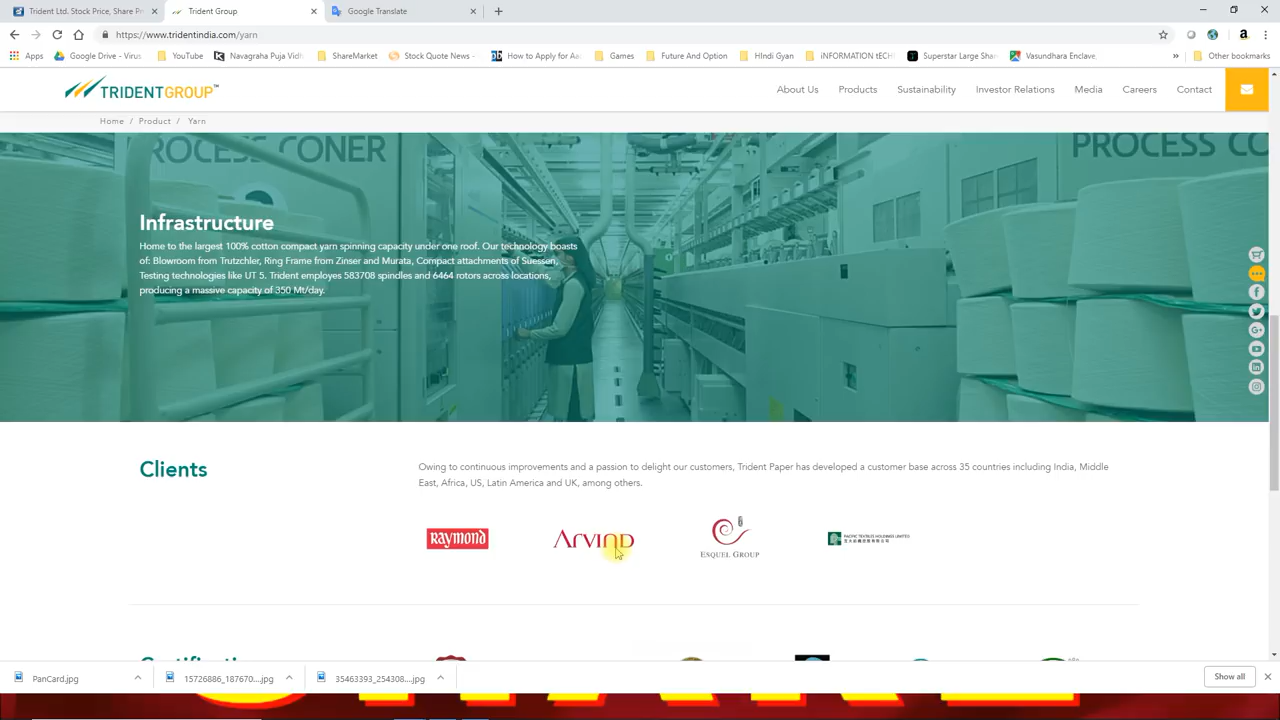 Trident Ltd. Stock Price, Share Pr
Trident Group
Google Translate
https://www.tridentindia.com/yarn
Apps
Google Drive - Virus
YouTube
Navagraha Puja Vidh
ShareMarket
Stock Quote News -
How to Apply for Aad
Games
Future And Option
HIndi Gyan
iNFORMATION tECH
Superstar Large Shar
Vasundhara Enclave,
Other bookmarks
TRIDENTGROUP™
About Us
Products
Sustainability
Investor Relations
Media
Careers
Contact
Home / Product / Yarn
PROCESS CONER
PROCESS CO
Infrastructure
Home to the largest 100% cotton compact yarn spinning capacity under one roof. Our technology boasts
of: Blowroom from Trutzchler, Ring Frame from Zinser and Murata, Compact attachments of Suessen,
Testing technologies like UT 5. Trident employes 583708 spindles and 6464 rotors across locations,
producing a massive capacity of 350 Mt/day.
Clients
Owing to continuous improvements and a passion to delight our customers, Trident Paper has developed a customer base across 35 countries including India, Middle
East, Africa, US, Latin America and UK, among others.
Raymond
Arvind
ESQUEL GROUP
PACIFIC TEXTILES HOLDINGS LIMITED
PanCard.jpg
15726886_187670....jpg
35463393_254308....jpg
Show all